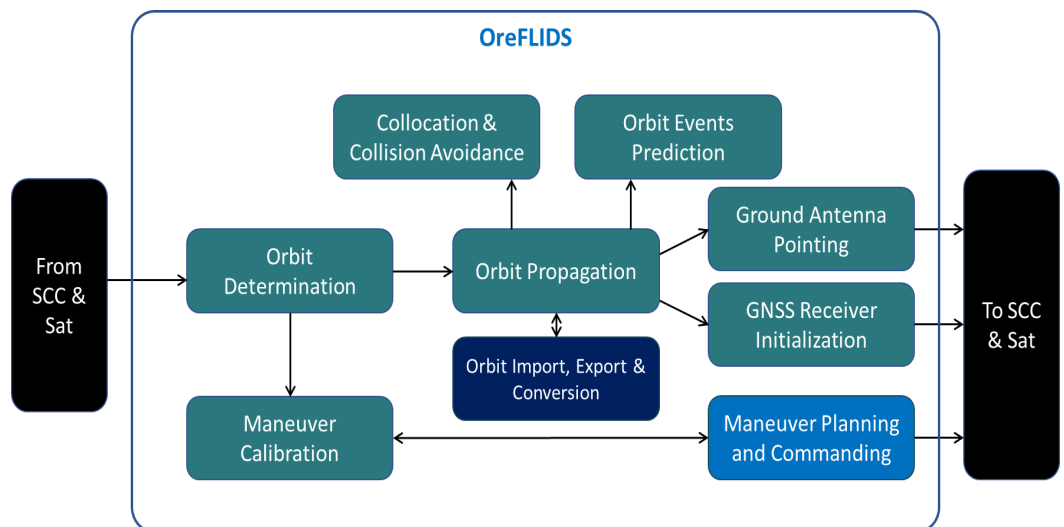 OreFLIDS
Collocation &
Collision Avoidance
Orbit Events
Prediction
From
SCC &
Sat
Orbit
Determination
Orbit Propagation
Ground Antenna
Pointing
GNSS Receiver
Initialization
To SCC
& Sat
Orbit Import, Export &
Conversion
Maneuver
Calibration
Maneuver Planning
and Commanding